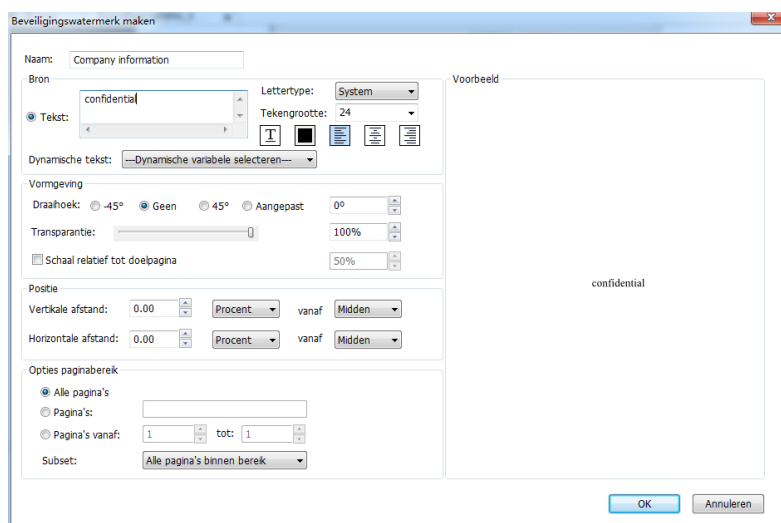 Beveiligingswatermerk maken
Naam: Company information
Bron
confidential
Tekst:
Lettertype: System
Tekengrootte: 24
T
Dynamische tekst: ---Dynamische variabele selecteren---
Vormgeving
Draaihoek: -45° Geen 45° Aangepast 0º
Transparantie: 100%
Schaal relatief tot doelpagina 50%
Positie
Vertikale afstand: 0.00 Procent vanaf Midden
Horizontale afstand: 0.00 Procent vanaf Midden
Opties paginabereik
Alle pagina's
Pagina's:
Pagina's vanaf: 1 tot: 1
Subset: Alle pagina's binnen bereik
Voorbeeld
confidential
OK Annuleren